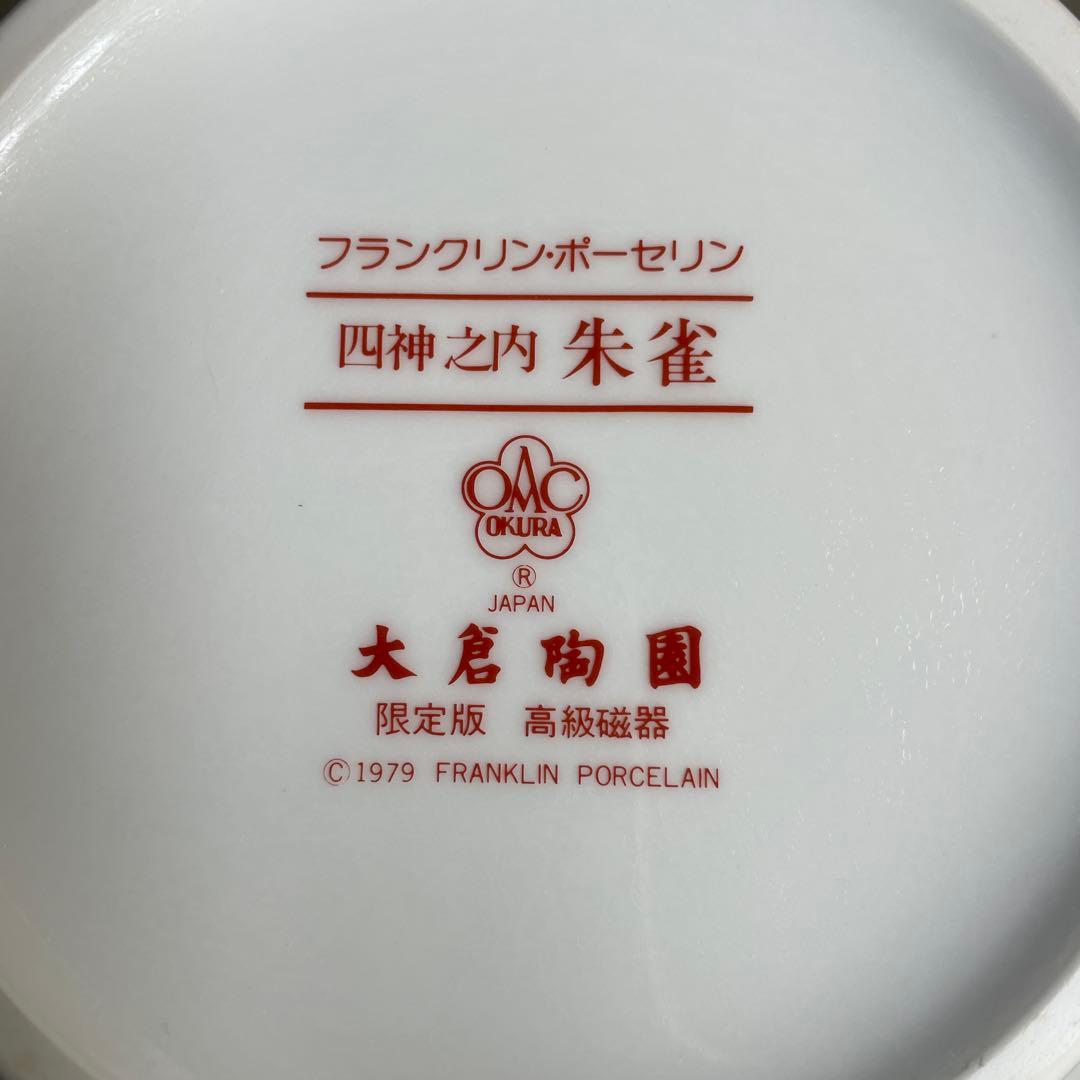 フランクリン・ポーセリン
四神之内 朱雀
OAC
OKURA
®
JAPAN
大倉陶園
限定版 高級磁器
© 1979 FRANKLIN PORCELAIN